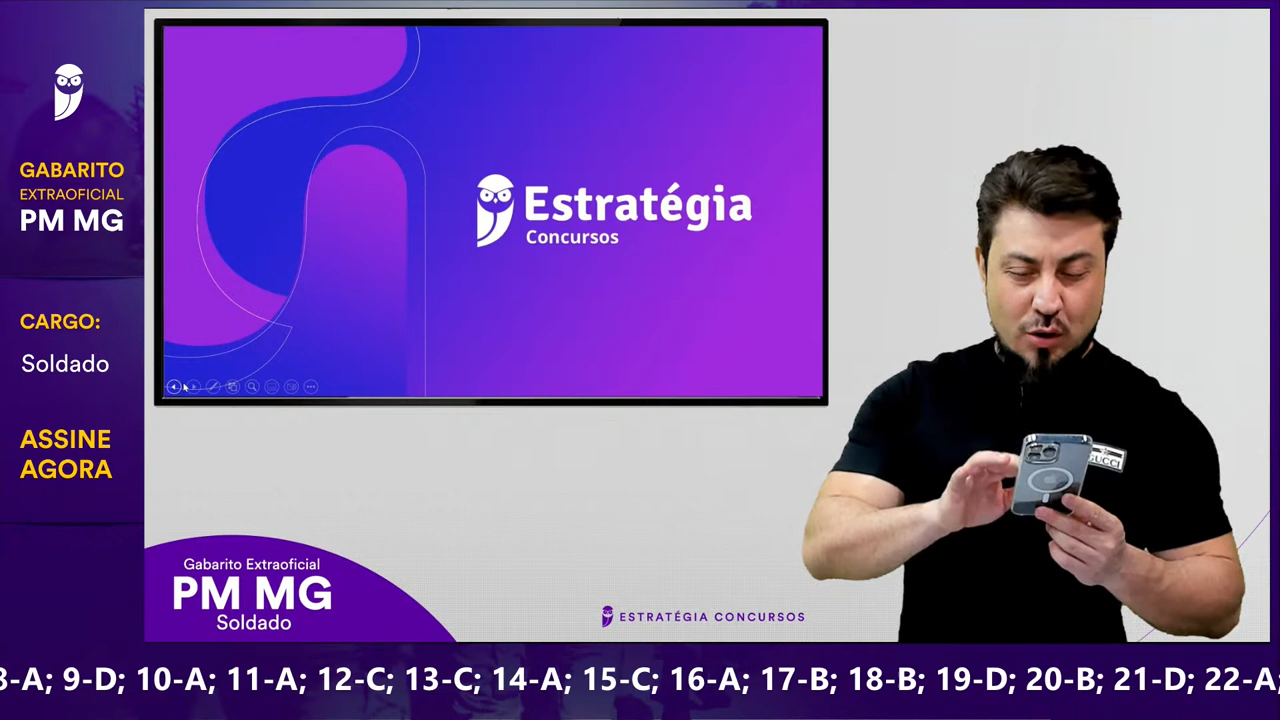 GABARITO
EXTRAOFICIAL
PM MG
CARGO:
Soldado
ASSINE
AGORA
Estratégia
Concursos
GUCCI
Gabarito Extraoficial
PM MG
Soldado
ESTRATÉGIA CONCURSOS
-A; 9-D; 10-A; 11-A; 12-C; 13-C; 14-A; 15-C; 16-A; 17-B; 18-B; 19-D; 20-B; 21-D; 22-A;